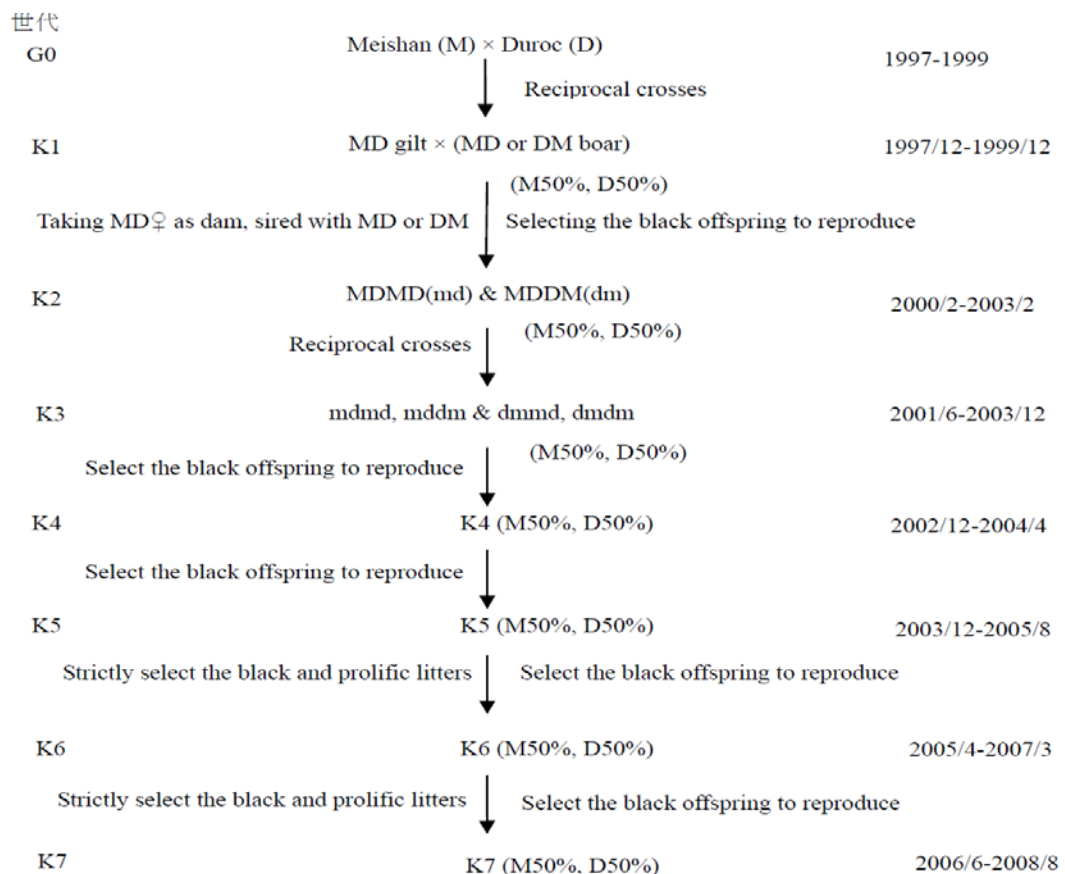 世代
G0 Meishan (M) × Duroc (D) 1997-1999
Reciprocal crosses
K1 MD gilt × (MD or DM boar) 1997/12-1999/12
(M50%, D50%)
Taking MD♀ as dam, sired with MD or DM Selecting the black offspring to reproduce
K2 MDMD(md) & MDDM(dm) 2000/2-2003/2
(M50%, D50%)
Reciprocal crosses
K3 mdmd, mddm & dmmd, dmdm 2001/6-2003/12
(M50%, D50%)
Select the black offspring to reproduce
K4 K4 (M50%, D50%) 2002/12-2004/4
Select the black offspring to reproduce
K5 K5 (M50%, D50%) 2003/12-2005/8
Strictly select the black and prolific litters Select the black offspring to reproduce
K6 K6 (M50%, D50%) 2005/4-2007/3
Strictly select the black and prolific litters Select the black offspring to reproduce
K7 K7 (M50%, D50%) 2006/6-2008/8